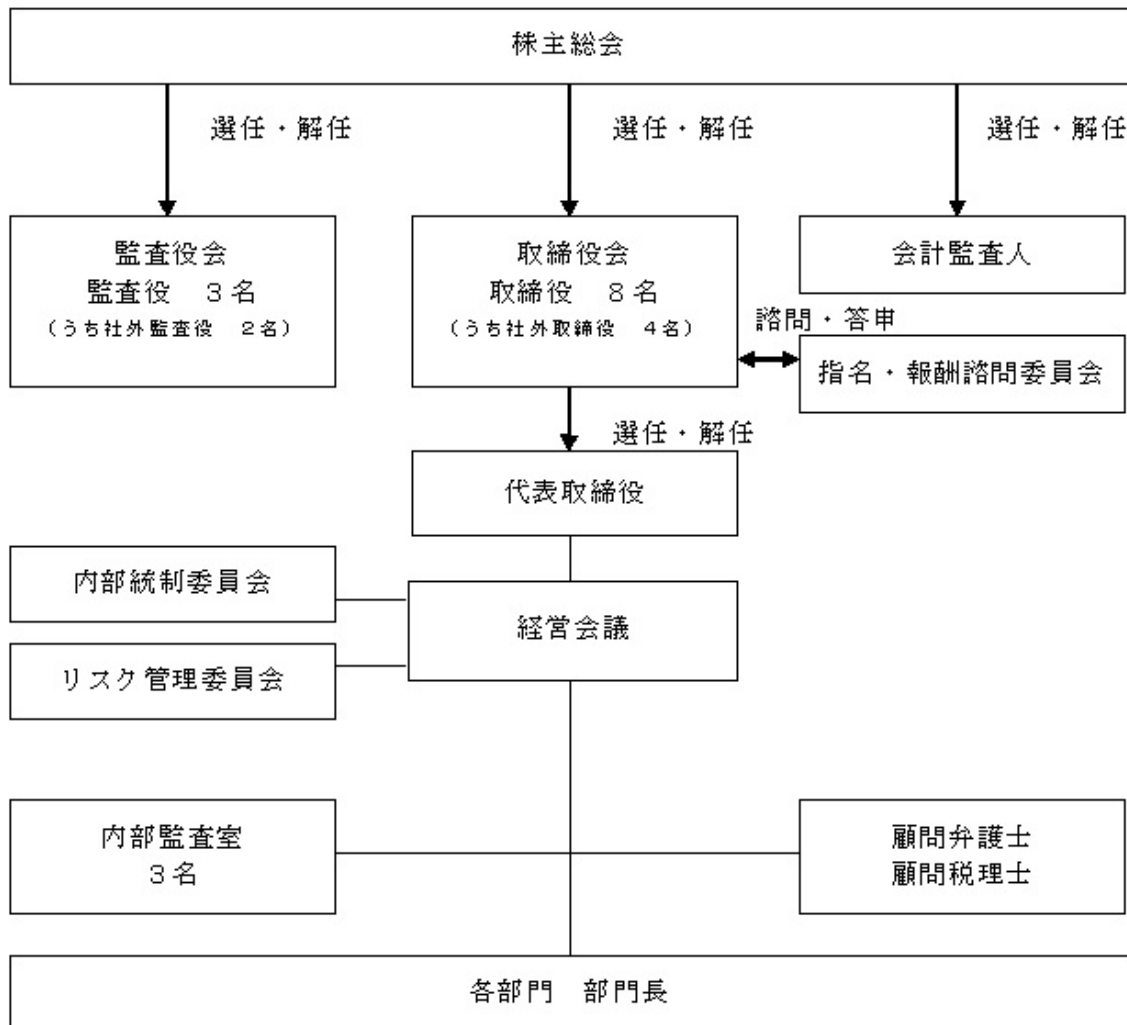 株主総会
選任・解任
選任・解任
選任・解任
監査役会
監査役　3名
（うち社外監査役　2名）
取締役会
取締役　8名
（うち社外取締役　4名）
会計監査人
諮問・答申
指名・報酬諮問委員会
選任・解任
代表取締役
内部統制委員会
経営会議
リスク管理委員会
内部監査室
3名
顧問弁護士
顧問税理士
各部門　部門長